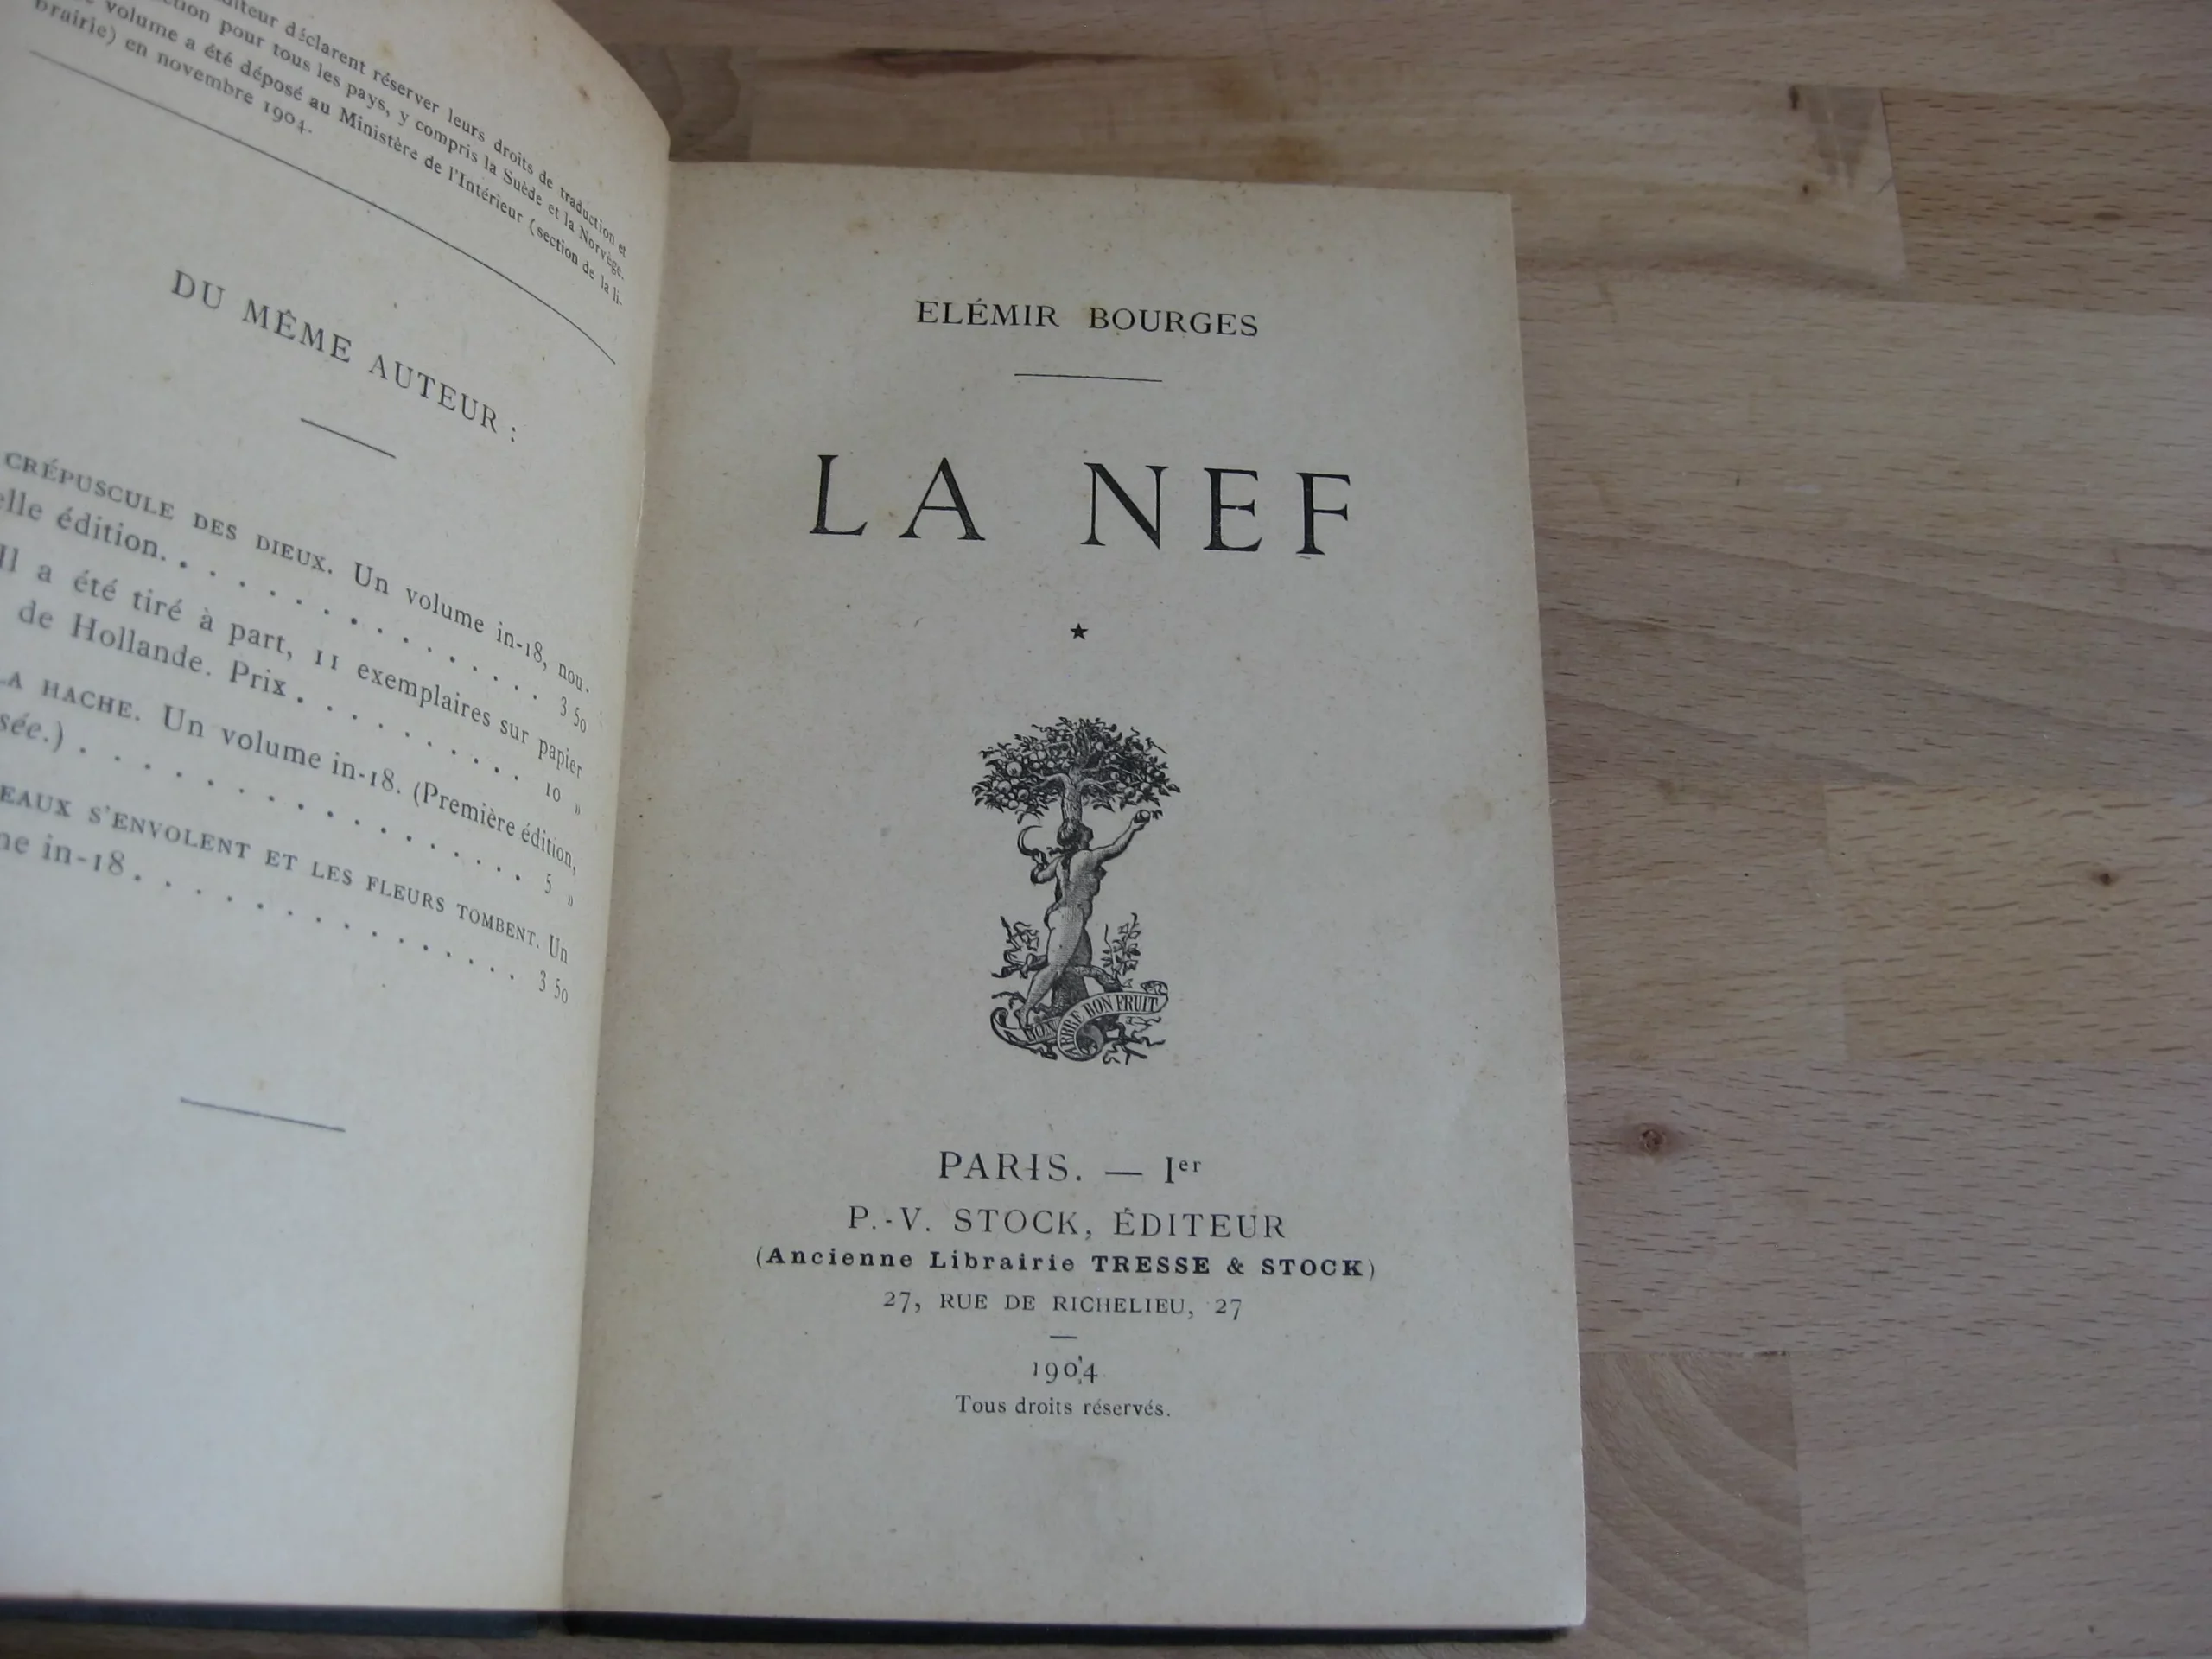 déclarent réserver leurs droits de traduction et
pour tous les pays, y compris la Suède et la Norvège.
volume a été déposé au Ministère de l'Intérieur (section de la li-
brairie) en novembre 1904.
DU MÊME AUTEUR :
CRÉPUSCULE DES DIEUX. Un volume in-18, nou-
elle édition. . . . . . . . . . . . . . . 3 50
Il a été tiré à part, 11 exemplaires sur papier
de Hollande. Prix . . . . . . . . . . 10 »
LA HACHE. Un volume in-18. (Première édition,
sée.) . . . . . . . . . . . . . . . . 5 »
EAUX S'ENVOLENT ET LES FLEURS TOMBENT. Un
me in-18 . . . . . . . . . . . . . . 3 50
ELÉMIR BOURGES
LA NEF
★
BON ARBRE BON FRUIT
PARIS. — Ier
P.-V. STOCK, ÉDITEUR
(Ancienne Librairie TRESSE & STOCK)
27, RUE DE RICHELIEU, 27
1904
Tous droits réservés.